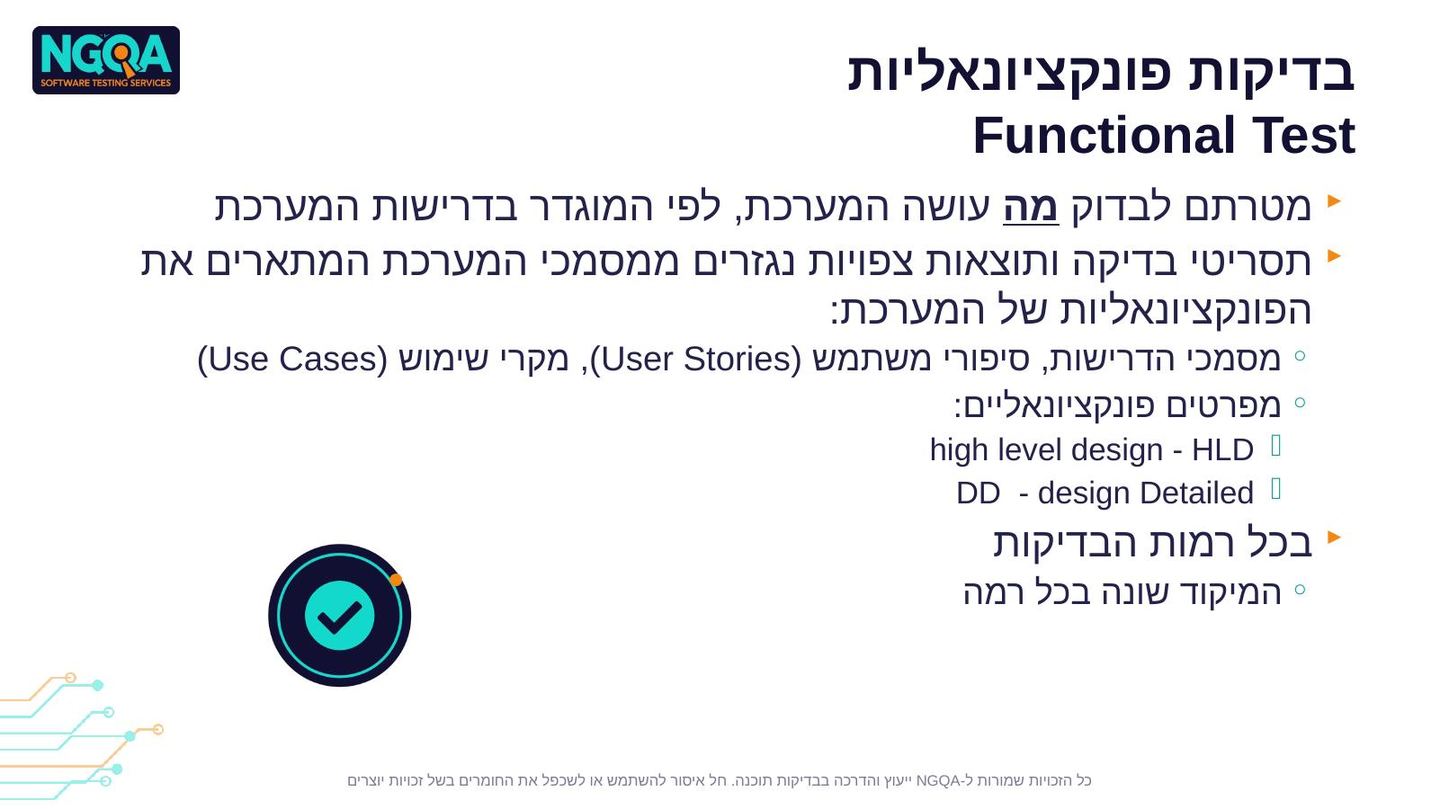 NGQA
SOFTWARE TESTING SERVICES
בדיקות פונקציונאליות
Functional Test
מטרתם לבדוק מה עושה המערכת, לפי המוגדר בדרישות המערכת
תסריטי בדיקה ותוצאות צפויות נגזרים ממסמכי המערכת המתארים את
הפונקציונאליות של המערכת:
מסמכי הדרישות, סיפורי משתמש (User Stories), מקרי שימוש (Use Cases)
מפרטים פונקציונאליים:
high level design - HLD
DD  - design Detailed
בכל רמות הבדיקות
המיקוד שונה בכל רמה
כל הזכויות שמורות ל-NGQA ייעוץ והדרכה בבדיקות תוכנה. חל איסור להשתמש או לשכפל את החומרים בשל זכויות יוצרים